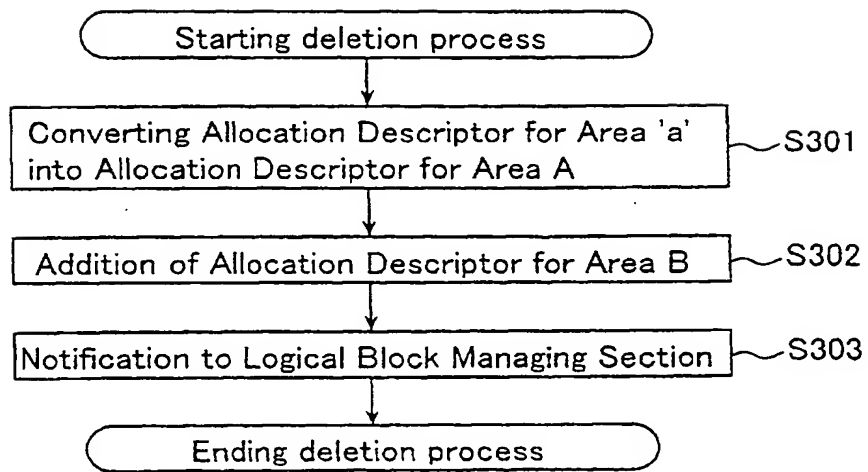 Starting deletion process
Converting Allocation Descriptor for Area 'a'
into Allocation Descriptor for Area A
S301
Addition of Allocation Descriptor for Area B
S302
Notification to Logical Block Managing Section
S303
Ending deletion process